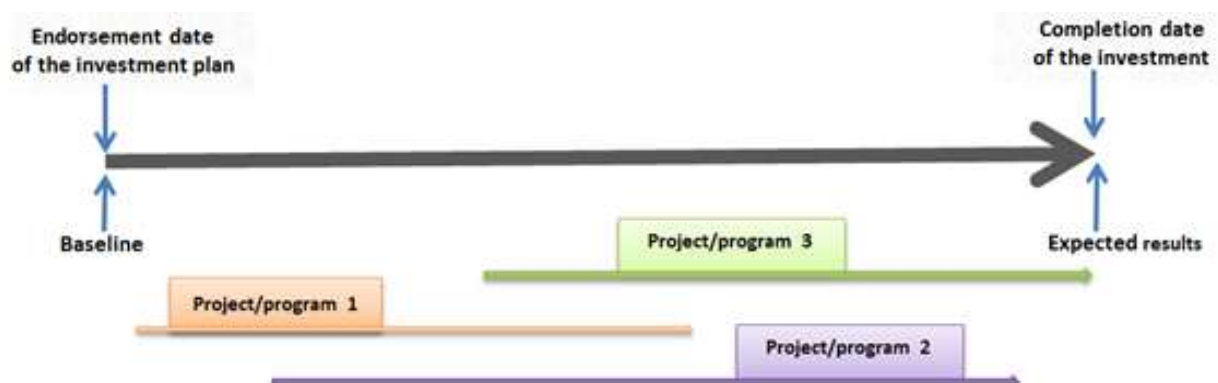 Endorsement date
of the investment plan
Completion date
of the investment
Baseline
Expected results
Project/program 3
Project/program 1
Project/program 2